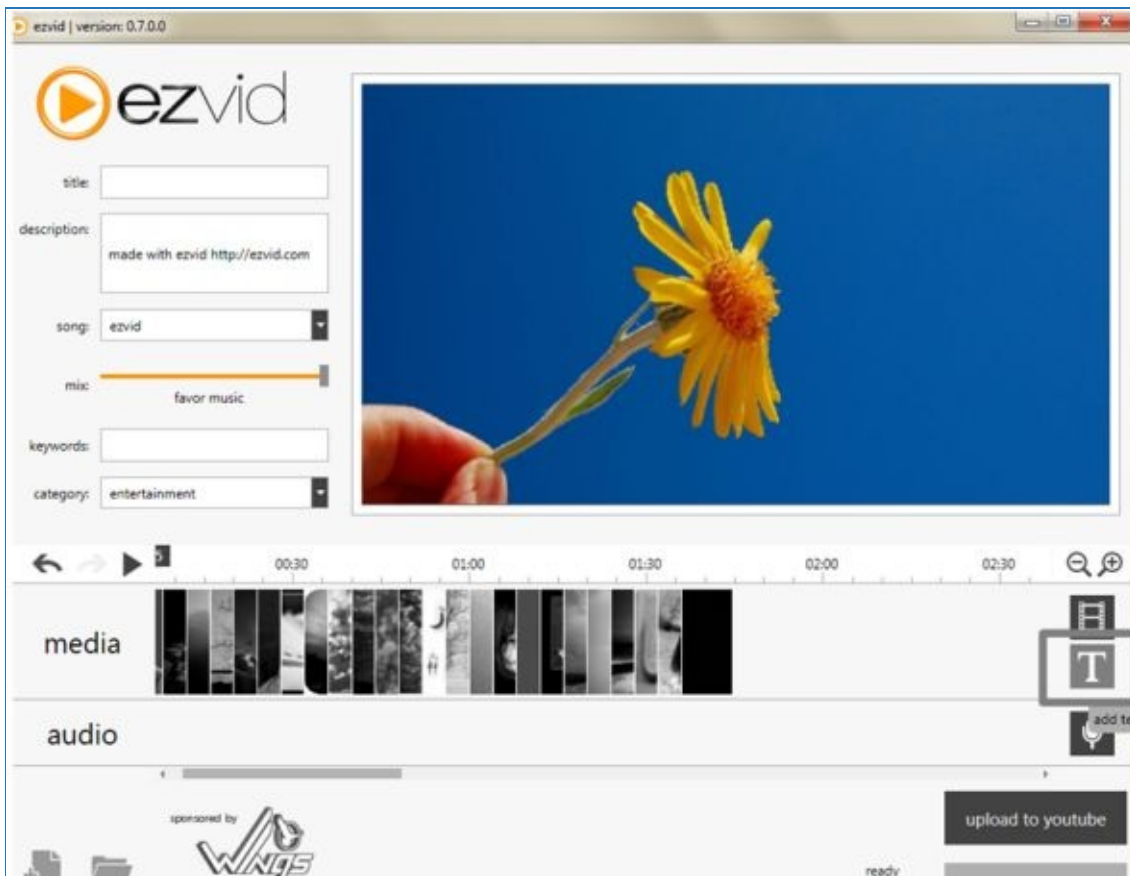 ezvid | version: 0.7.0.0
ezvid
title:
description:
made with ezvid http://ezvid.com
song:
ezvid
mix:
favor music
keywords:
category:
entertainment
00:30
01:00
01:30
02:00
02:30
media
T
add te
audio
sponsored by
WINGS
upload to youtube
ready